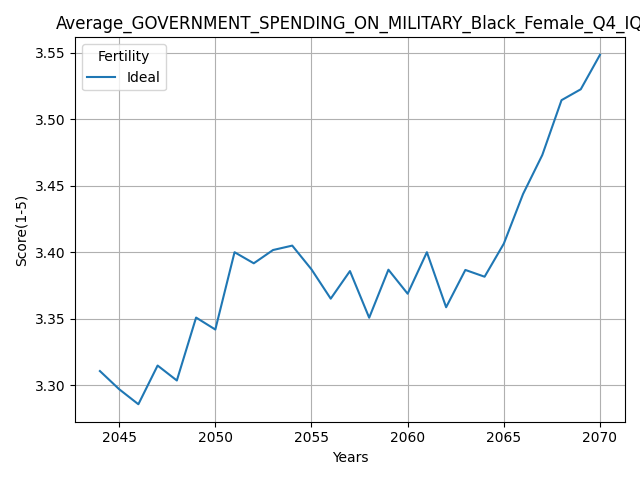 Average_GOVERNMENT_SPENDING_ON_MILITARY_Black_Female_Q4_IQ
Fertility
Ideal
3.55
3.50
3.45
3.40
3.35
3.30
Score(1-5)
2045 2050 2055 2060 2065 2070
Years